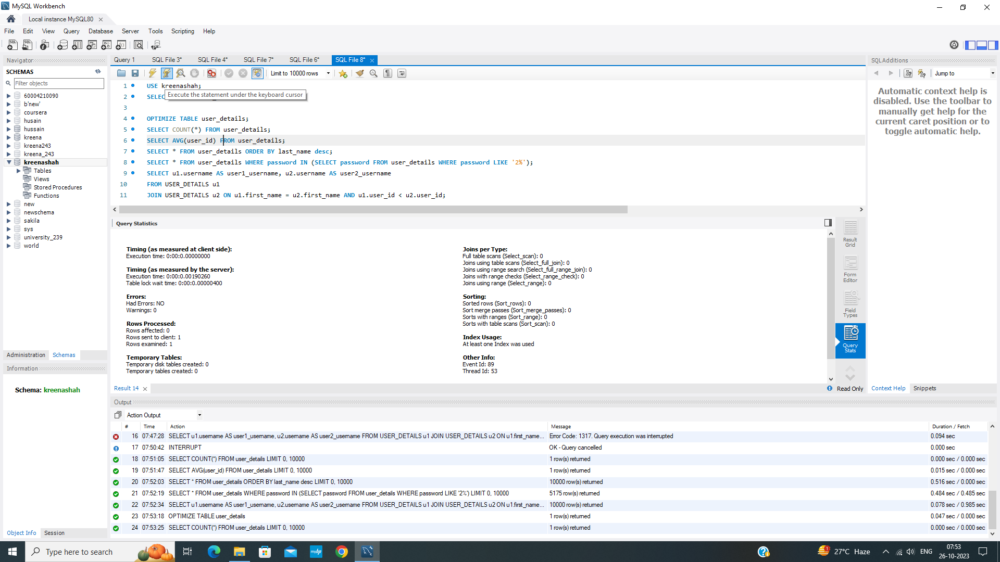 MySQL Workbench
Local instance MySQL80
File Edit View Query Database Server Tools Scripting Help
Navigator
SCHEMAS
Filter objects
60004210090
b'new'
coursera
husain
hussain
kreena
kreena243
kreena_243
kreenashah
Tables
Views
Stored Procedures
Functions
new
newschema
sakila
sys
university_239
world
Administration Schemas
Information
Schema: kreenashah
Object Info Session
Query 1 SQL File 3* SQL File 4* SQL File 7* SQL File 6* SQL File 8*
Limit to 10000 rows
1 USE kreenashah;
Execute the statement under the keyboard cursor
2 SELEC
3
4 OPTIMIZE TABLE user_details;
5 SELECT COUNT(*) FROM user_details;
6 SELECT AVG(user_id) FROM user_details;
7 SELECT * FROM user_details ORDER BY last_name desc;
8 SELECT * FROM user_details WHERE password IN (SELECT password FROM user_details WHERE password LIKE '2%');
9 SELECT u1.username AS user1_username, u2.username AS user2_username
10 FROM USER_DETAILS u1
11 JOIN USER_DETAILS u2 ON u1.first_name = u2.first_name AND u1.user_id < u2.user_id;
Query Statistics
Timing (as measured at client side):
Execution time: 0:00:0.00000000
Timing (as measured by the server):
Execution time: 0:00:0.00190260
Table lock wait time: 0:00:0.00000400
Errors:
Had Errors: NO
Warnings: 0
Rows Processed:
Rows affected: 0
Rows sent to client: 1
Rows examined: 1
Temporary Tables:
Temporary disk tables created: 0
Temporary tables created: 0
Joins per Type:
Full table scans (Select_scan): 0
Joins using table scans (Select_full_join): 0
Joins using range search (Select_full_range_join): 0
Joins with range checks (Select_range_check): 0
Joins using range (Select_range): 0
Sorting:
Sorted rows (Sort_rows): 0
Sort merge passes (Sort_merge_passes): 0
Sorts with ranges (Sort_range): 0
Sorts with table scans (Sort_scan): 0
Index Usage:
At least one Index was used
Other Info:
Event Id: 89
Thread Id: 53
Result
Grid
Form
Editor
Field
Types
Query
Stats
Result 14
Read Only
SQLAdditions
Jump to
Automatic context help is
disabled. Use the toolbar to
manually get help for the
current caret position or to
toggle automatic help.
Context Help Snippets
Output
Action Output
# Time Action Message Duration / Fetch
16 07:47:28 SELECT u1.username AS user1_username, u2.username AS user2_username FROM USER_DETAILS u1 JOIN USER_DETAILS u2 ON u1.first_name... Error Code: 1317. Query execution was interrupted 0.094 sec
17 07:50:42 INTERRUPT OK - Query cancelled 0.000 sec
18 07:51:05 SELECT COUNT(*) FROM user_details LIMIT 0, 10000 1 row(s) returned 0.000 sec / 0.000 sec
19 07:51:47 SELECT AVG(user_id) FROM user_details LIMIT 0, 10000 1 row(s) returned 0.015 sec / 0.000 sec
20 07:52:03 SELECT * FROM user_details ORDER BY last_name desc LIMIT 0, 10000 10000 row(s) returned 0.516 sec / 0.000 sec
21 07:52:19 SELECT * FROM user_details WHERE password IN (SELECT password FROM user_details WHERE password LIKE '2%') LIMIT 0, 10000 5175 row(s) returned 0.484 sec / 0.485 sec
22 07:52:34 SELECT u1.username AS user1_username, u2.username AS user2_username FROM USER_DETAILS u1 JOIN USER_DETAILS u2 ON u1.first_name... 10000 row(s) returned 0.078 sec / 0.985 sec
23 07:53:18 OPTIMIZE TABLE user_details 1 row(s) returned 0.047 sec / 0.000 sec
24 07:53:25 SELECT COUNT(*) FROM user_details LIMIT 0, 10000 1 row(s) returned 0.000 sec / 0.000 sec
Type here to search
myhp
1
27°C Haze
ENG
07:53
26-10-2023